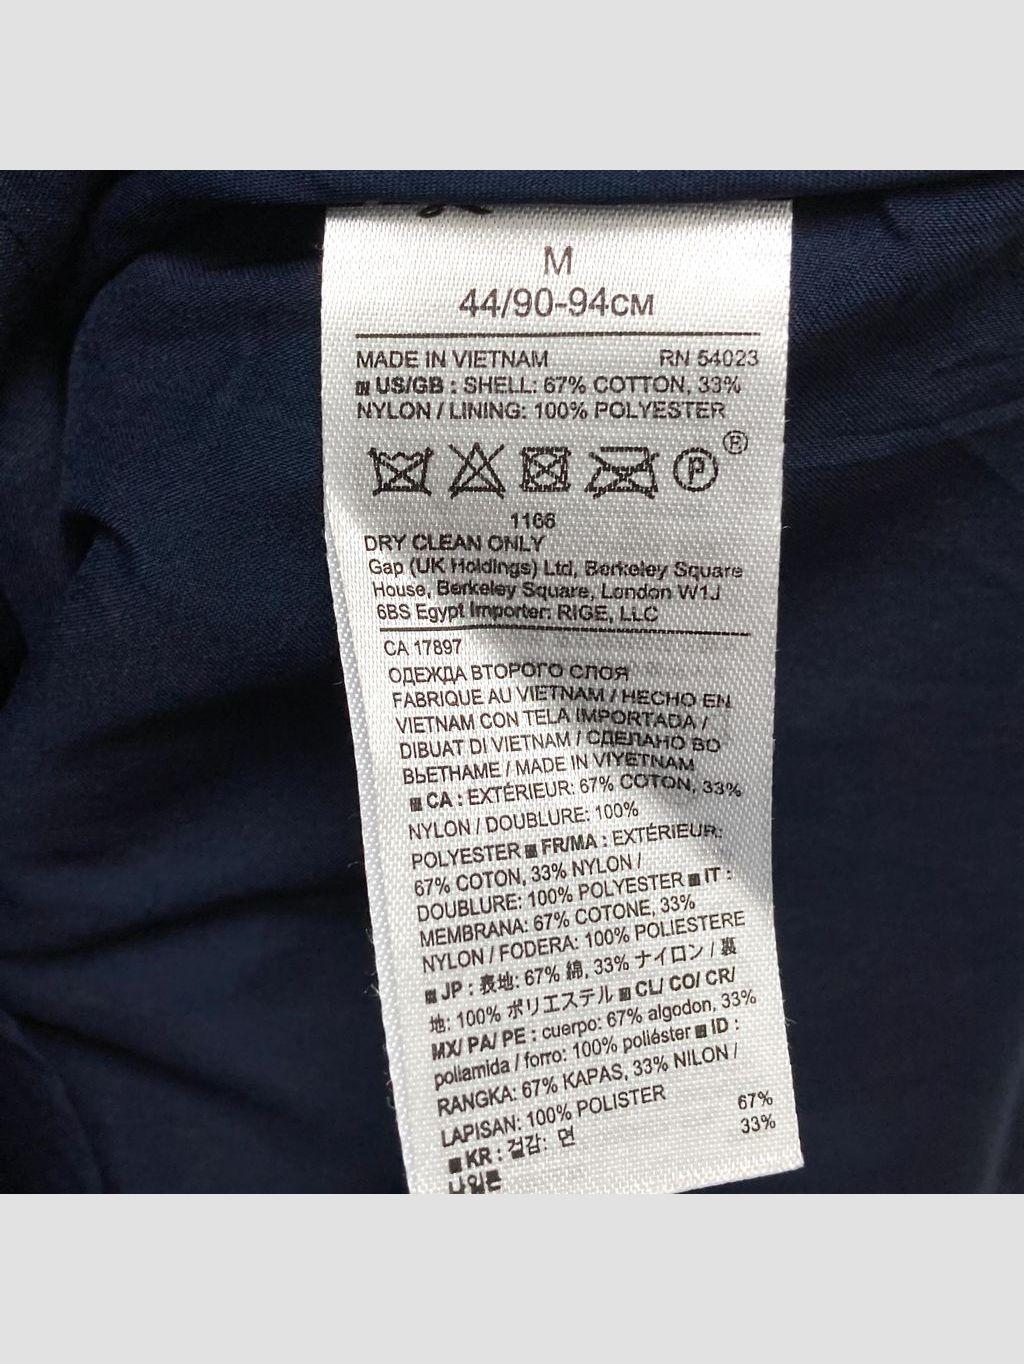 M
44/90-94см
MADE IN VIETNAM RN 54023
US/GB : SHELL: 67% COTTON, 33%
NYLON / LINING: 100% POLYESTER
P ®
1166
DRY CLEAN ONLY
Gap (UK Holdings) Ltd, Berkeley Square
House, Berkeley Square, London W1J
6BS Egypt Importer: RIGE, LLC
CA 17897
ОДЕЖДА ВТОРОГО СЛОЯ
FABRIQUE AU VIETNAM / HECHO EN
VIETNAM CON TELA IMPORTADA /
DIBUAT DI VIETNAM / СДЕЛАНО ВО
ВЬЕТНАМЕ / MADE IN VIYETNAM
CA : EXTÉRIEUR: 67% COTON, 33%
NYLON / DOUBLURE: 100%
POLYESTER FR/MA : EXTÉRIEUR:
67% COTON, 33% NYLON /
DOUBLURE: 100% POLYESTER IT :
MEMBRANA: 67% COTONE, 33%
NYLON / FODERA: 100% POLIESTERE
JP : 表地: 67% 綿, 33% ナイロン / 裏
地: 100% ポリエステル CL/ CO/ CR/
MX/ PA/ PE : cuerpo: 67% algodon, 33%
poliamida / forro: 100% poliéster ID :
RANGKA: 67% KAPAS, 33% NILON /
LAPISAN: 100% POLISTER
KR : 겉감: 면 67%
나일론 33%